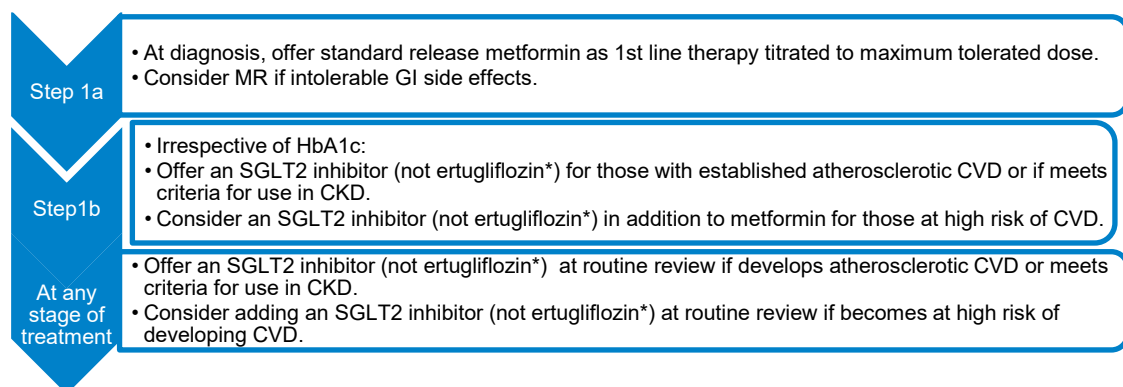 Step 1a
• At diagnosis, offer standard release metformin as 1st line therapy titrated to maximum tolerated dose.
• Consider MR if intolerable GI side effects.
Step1b
• Irrespective of HbA1c:
• Offer an SGLT2 inhibitor (not ertugliflozin*) for those with established atherosclerotic CVD or if meets
criteria for use in CKD.
• Consider an SGLT2 inhibitor (not ertugliflozin*) in addition to metformin for those at high risk of CVD.
At any
stage of
treatment
• Offer an SGLT2 inhibitor (not ertugliflozin*) at routine review if develops atherosclerotic CVD or meets
criteria for use in CKD.
• Consider adding an SGLT2 inhibitor (not ertugliflozin*) at routine review if becomes at high risk of
developing CVD.